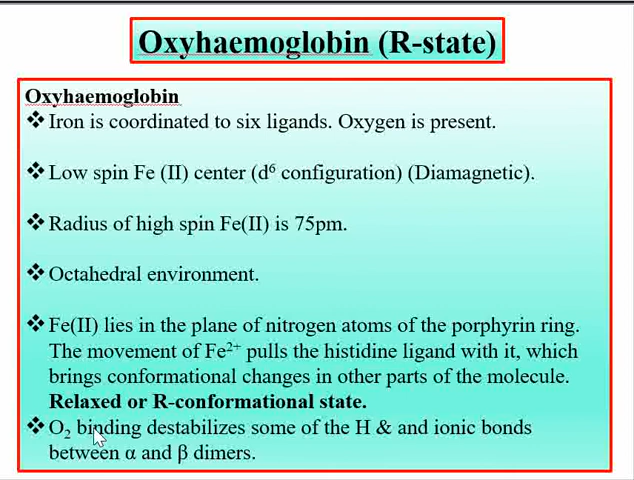 Oxyhaemoglobin (R-state)
Oxyhaemoglobin
❖ Iron is coordinated to six ligands. Oxygen is present.
❖ Low spin Fe (II) center (d⁶ configuration) (Diamagnetic).
❖ Radius of high spin Fe(II) is 75pm.
❖ Octahedral environment.
❖ Fe(II) lies in the plane of nitrogen atoms of the porphyrin ring.
The movement of Fe²⁺ pulls the histidine ligand with it, which
brings conformational changes in other parts of the molecule.
Relaxed or R-conformational state.
❖ O₂ binding destabilizes some of the H & and ionic bonds
between α and β dimers.